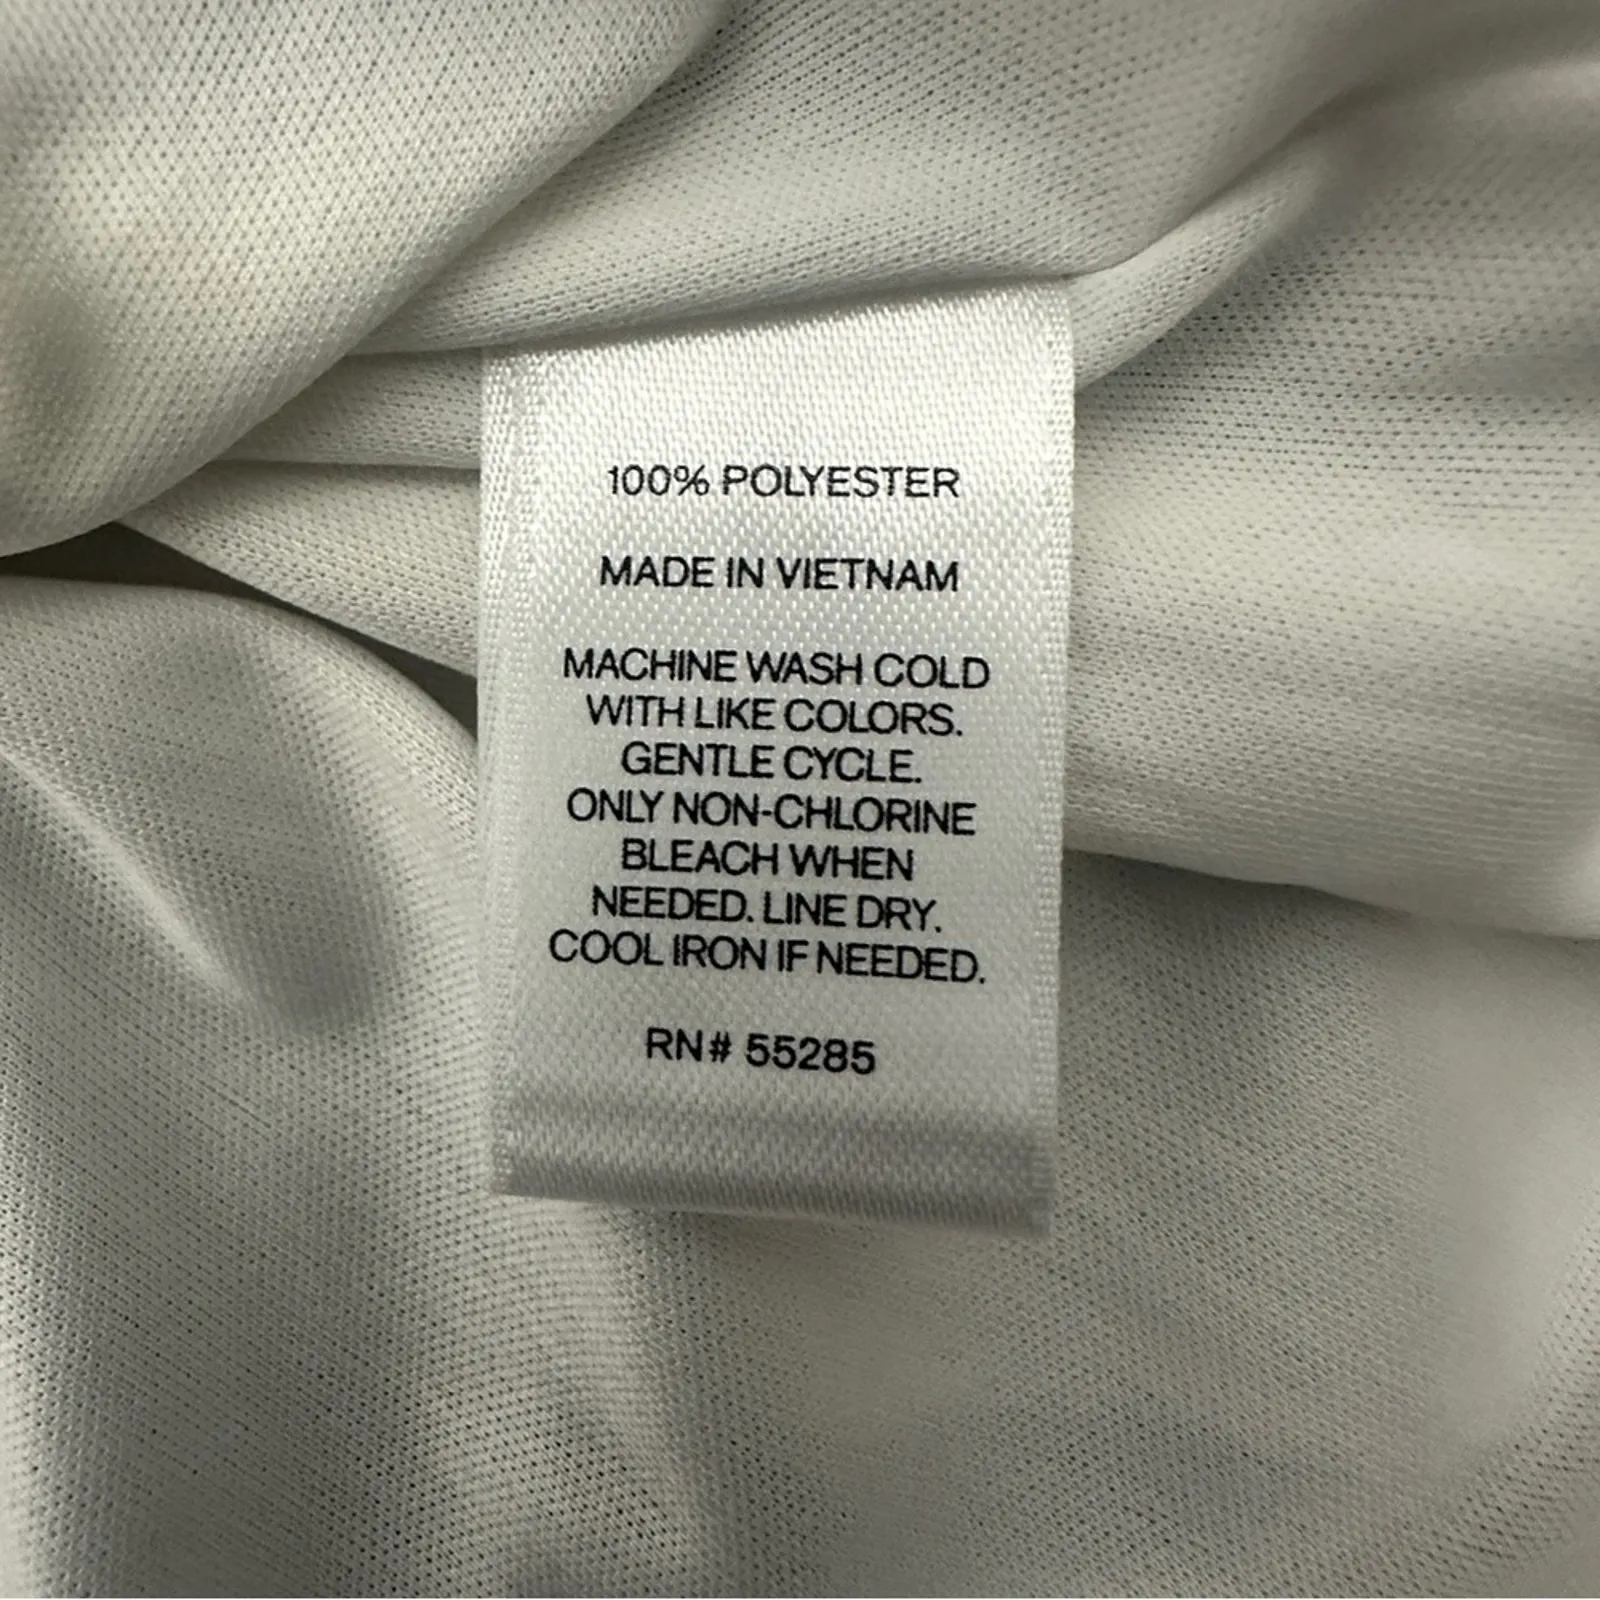 100% POLYESTER
MADE IN VIETNAM
MACHINE WASH COLD
WITH LIKE COLORS.
GENTLE CYCLE.
ONLY NON-CHLORINE
BLEACH WHEN
NEEDED. LINE DRY.
COOL IRON IF NEEDED.
RN# 55285